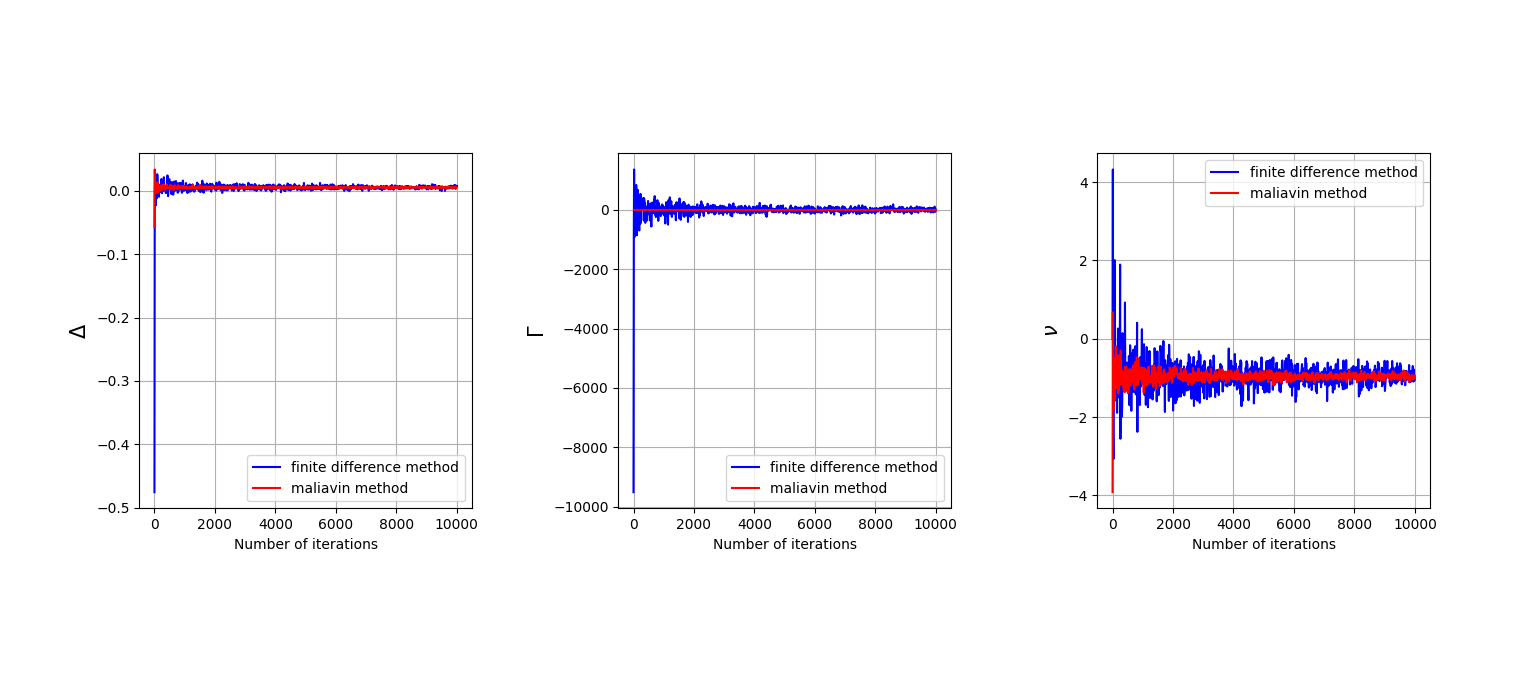 0.0
−0.1
−0.2
−0.3
−0.4
−0.5
Δ
finite difference method
maliavin method
0 2000 4000 6000 8000 10000
Number of iterations
0
−2000
−4000
−6000
−8000
−10000
Γ
finite difference method
maliavin method
0 2000 4000 6000 8000 10000
Number of iterations
4
2
0
−2
−4
ν
finite difference method
maliavin method
0 2000 4000 6000 8000 10000
Number of iterations